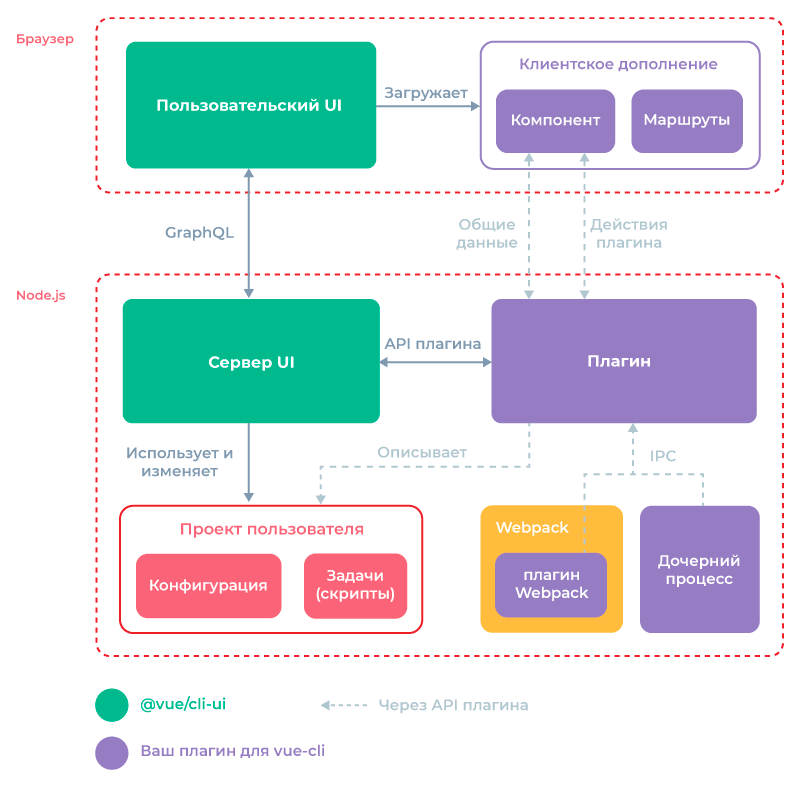 Браузер
Пользовательский UI
Загружает
Клиентское дополнение
Компонент
Маршруты
GraphQL
Общие
данные
Действия
плагина
Node.js
Сервер UI
API плагина
Плагин
Использует и
изменяет
Описывает
IPC
Проект пользователя
Конфигурация
Задачи
(скрипты)
Webpack
плагин
Webpack
Дочерний
процесс
@vue/cli-ui
Через API плагина
Ваш плагин для vue-cli